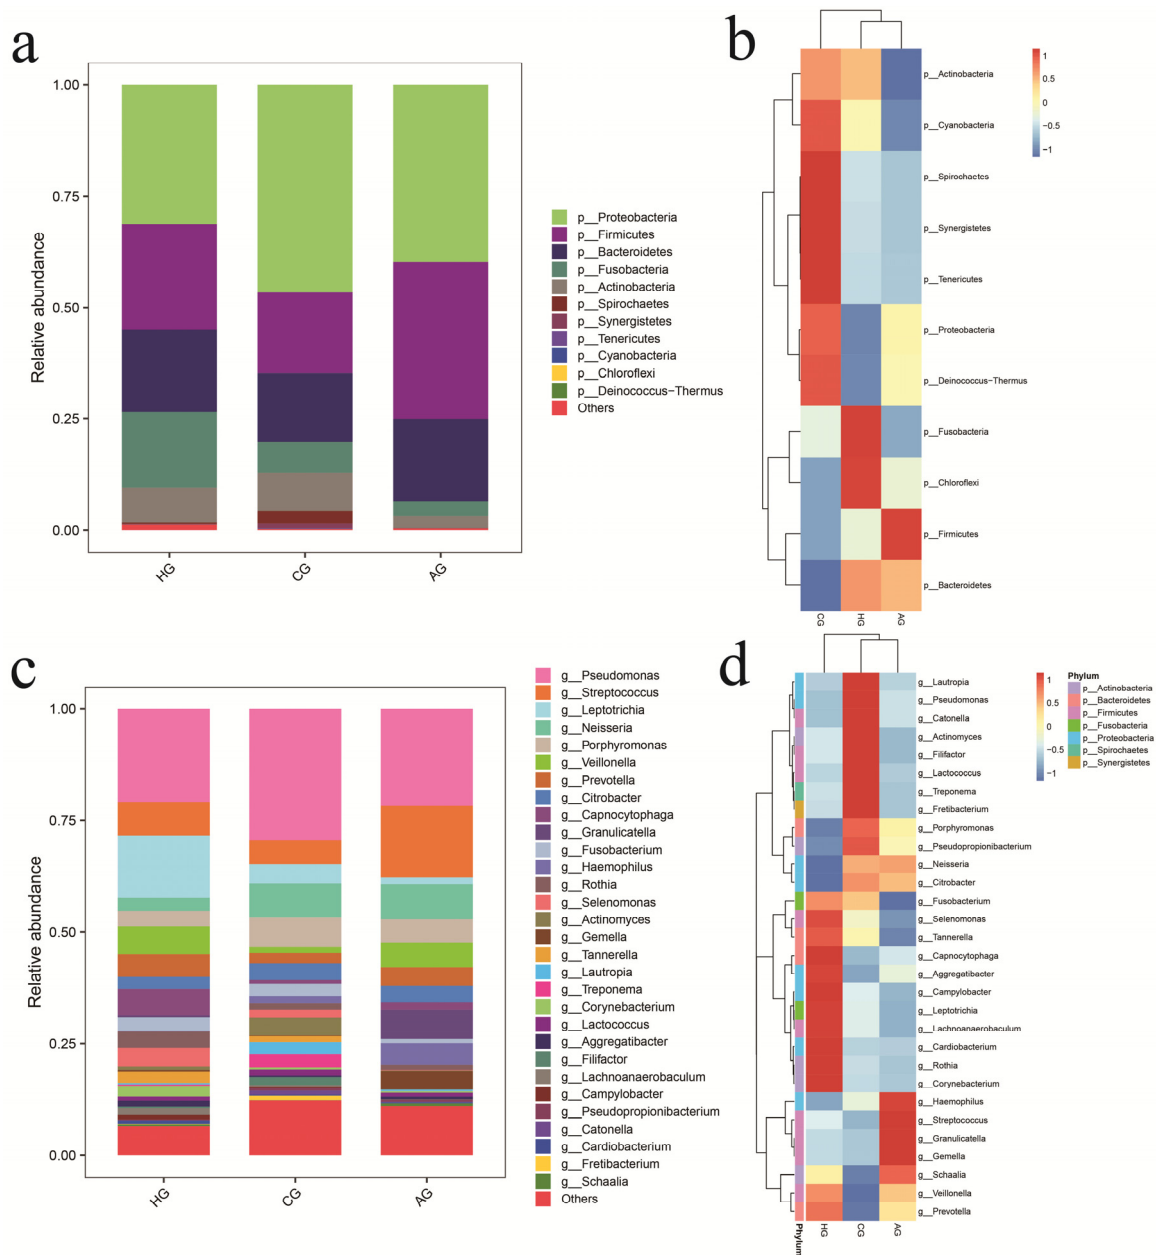 a
Relative abundance
1.00
0.75
0.50
0.25
0.00
HG
CG
AG
p__Proteobacteria
p__Firmicutes
p__Bacteroidetes
p__Fusobacteria
p__Actinobacteria
p__Spirochaetes
p__Synergistetes
p__Tenericutes
p__Cyanobacteria
p__Chloroflexi
p__Deinococcus−Thermus
Others
b
p__Actinobacteria
p__Cyanobacteria
p__Spirochaetes
p__Synergistetes
p__Tenericutes
p__Proteobacteria
p__Deinococcus−Thermus
p__Fusobacteria
p__Chloroflexi
p__Firmicutes
p__Bacteroidetes
CG
HG
AG
1
0.5
0
−0.5
−1
c
Relative abundance
1.00
0.75
0.50
0.25
0.00
HG
CG
AG
g__Pseudomonas
g__Streptococcus
g__Leptotrichia
g__Neisseria
g__Porphyromonas
g__Veillonella
g__Prevotella
g__Citrobacter
g__Capnocytophaga
g__Granulicatella
g__Fusobacterium
g__Haemophilus
g__Rothia
g__Selenomonas
g__Actinomyces
g__Gemella
g__Tannerella
g__Lautropia
g__Treponema
g__Corynebacterium
g__Lactococcus
g__Aggregatibacter
g__Filifactor
g__Lachnoanaerobaculum
g__Campylobacter
g__Pseudopropionibacterium
g__Catonella
g__Cardiobacterium
g__Fretibacterium
g__Schaalia
Others
d
g__Lautropia
g__Pseudomonas
g__Catonella
g__Actinomyces
g__Filifactor
g__Lactococcus
g__Treponema
g__Fretibacterium
g__Porphyromonas
g__Pseudopropionibacterium
g__Neisseria
g__Citrobacter
g__Fusobacterium
g__Selenomonas
g__Tannerella
g__Capnocytophaga
g__Aggregatibacter
g__Campylobacter
g__Leptotrichia
g__Lachnoanaerobaculum
g__Cardiobacterium
g__Rothia
g__Corynebacterium
g__Haemophilus
g__Streptococcus
g__Granulicatella
g__Gemella
g__Schaalia
g__Veillonella
g__Prevotella
Phylum
HG
CG
AG
1
0.5
0
−0.5
−1
Phylum
p__Actinobacteria
p__Bacteroidetes
p__Firmicutes
p__Fusobacteria
p__Proteobacteria
p__Spirochaetes
p__Synergistetes